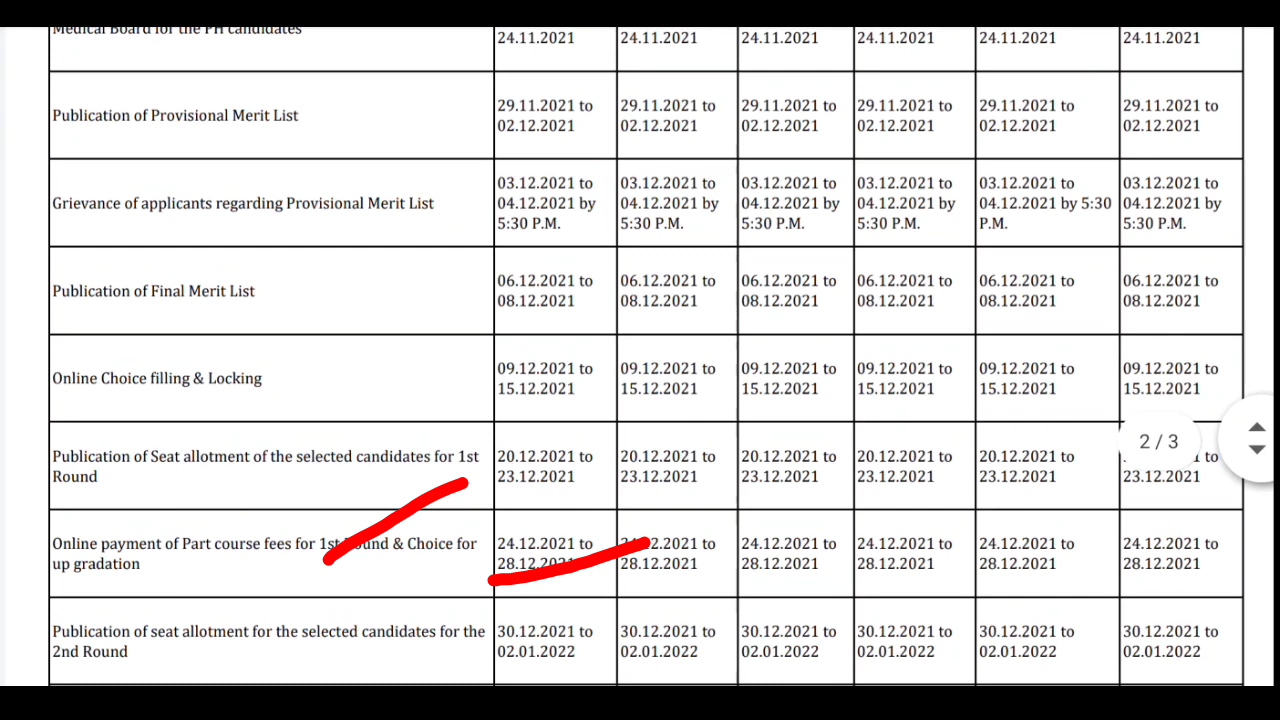 Medical Board for the PH candidates
24.11.2021 24.11.2021 24.11.2021 24.11.2021 24.11.2021 24.11.2021
Publication of Provisional Merit List
29.11.2021 to 29.11.2021 to 29.11.2021 to 29.11.2021 to 29.11.2021 to 29.11.2021 to
02.12.2021 02.12.2021 02.12.2021 02.12.2021 02.12.2021 02.12.2021
Grievance of applicants regarding Provisional Merit List
03.12.2021 to 03.12.2021 to 03.12.2021 to 03.12.2021 to 03.12.2021 to 03.12.2021 to
04.12.2021 by 04.12.2021 by 04.12.2021 by 04.12.2021 by 04.12.2021 by 5:30 04.12.2021 by
5:30 P.M. 5:30 P.M. 5:30 P.M. 5:30 P.M. P.M. 5:30 P.M.
Publication of Final Merit List
06.12.2021 to 06.12.2021 to 06.12.2021 to 06.12.2021 to 06.12.2021 to 06.12.2021 to
08.12.2021 08.12.2021 08.12.2021 08.12.2021 08.12.2021 08.12.2021
Online Choice filling & Locking
09.12.2021 to 09.12.2021 to 09.12.2021 to 09.12.2021 to 09.12.2021 to 09.12.2021 to
15.12.2021 15.12.2021 15.12.2021 15.12.2021 15.12.2021 15.12.2021
2 / 3
Publication of Seat allotment of the selected candidates for 1st
Round
20.12.2021 to 20.12.2021 to 20.12.2021 to 20.12.2021 to 20.12.2021 to to
23.12.2021 23.12.2021 23.12.2021 23.12.2021 23.12.2021 23.12.2021
Online payment of Part course fees for 1st Round & Choice for
up gradation
24.12.2021 to 24.12.2021 to 24.12.2021 to 24.12.2021 to 24.12.2021 to 24.12.2021 to
28.12.2021 28.12.2021 28.12.2021 28.12.2021 28.12.2021 28.12.2021
Publication of seat allotment for the selected candidates for the
2nd Round
30.12.2021 to 30.12.2021 to 30.12.2021 to 30.12.2021 to 30.12.2021 to 30.12.2021 to
02.01.2022 02.01.2022 02.01.2022 02.01.2022 02.01.2022 02.01.2022